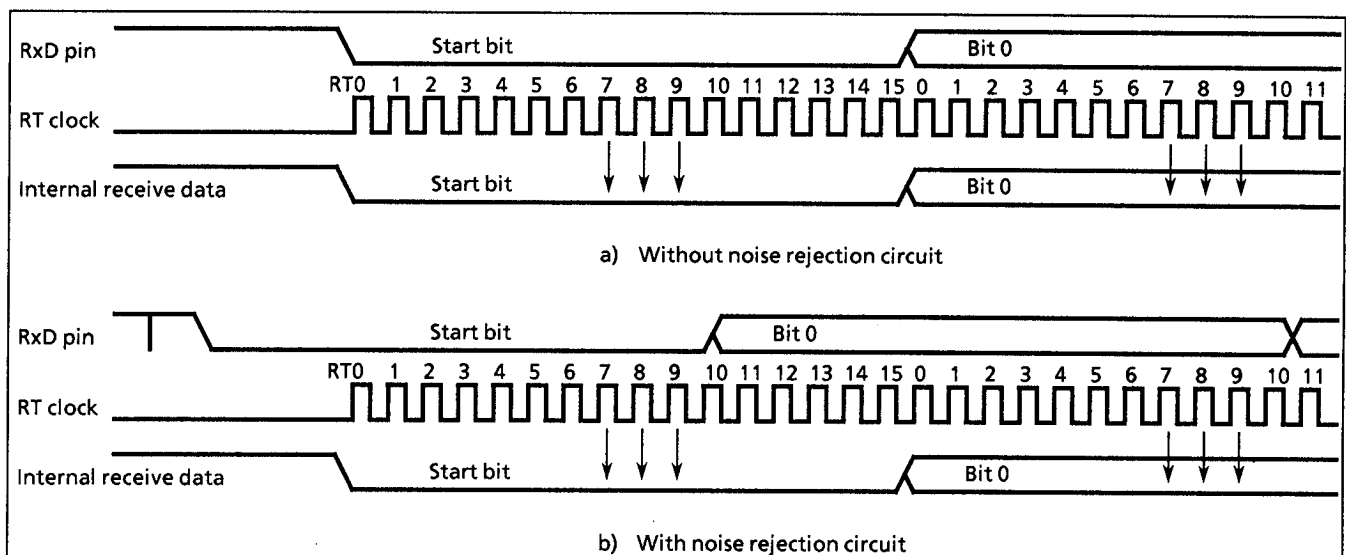 RxD pin Start bit Bit 0
RT0 1 2 3 4 5 6 7 8 9 10 11 12 13 14 15 0 1 2 3 4 5 6 7 8 9 10 11
RT clock
Internal receive data Start bit Bit 0
a) Without noise rejection circuit
RxD pin Start bit Bit 0
RT0 1 2 3 4 5 6 7 8 9 10 11 12 13 14 15 0 1 2 3 4 5 6 7 8 9 10 11
RT clock
Internal receive data Start bit Bit 0
b) With noise rejection circuit